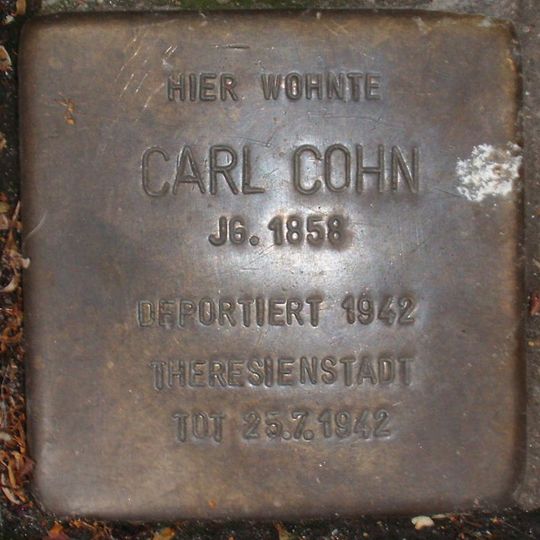 HIER WOHNTE
CARL COHN
JG. 1858
DEPORTIERT 1942
THERESIENSTADT
TOT 25.7.1942